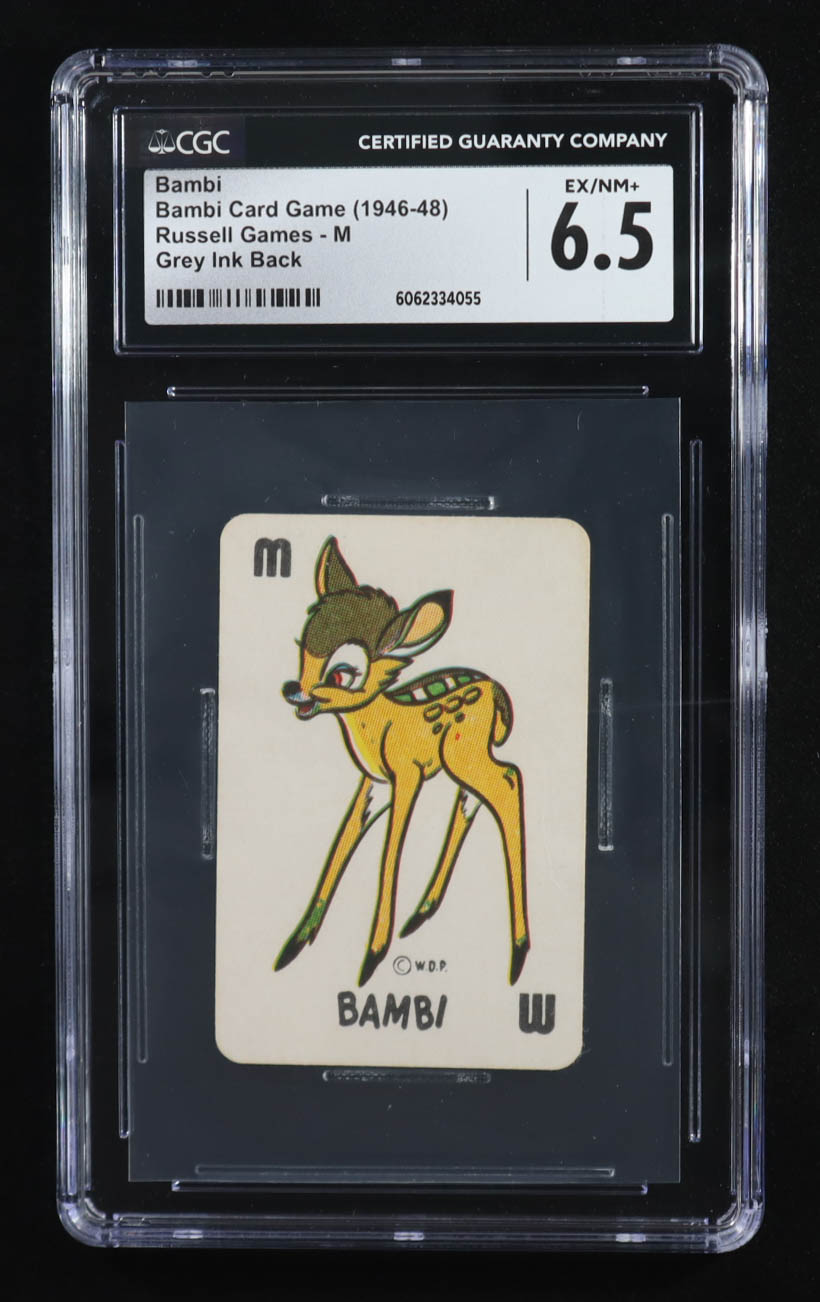 CGC CERTIFIED GUARANTY COMPANY
Bambi
Bambi Card Game (1946-48)
Russell Games - M
Grey Ink Back
EX/NM+
6.5
6062334055
M
© W.D.P.
BAMBI
M